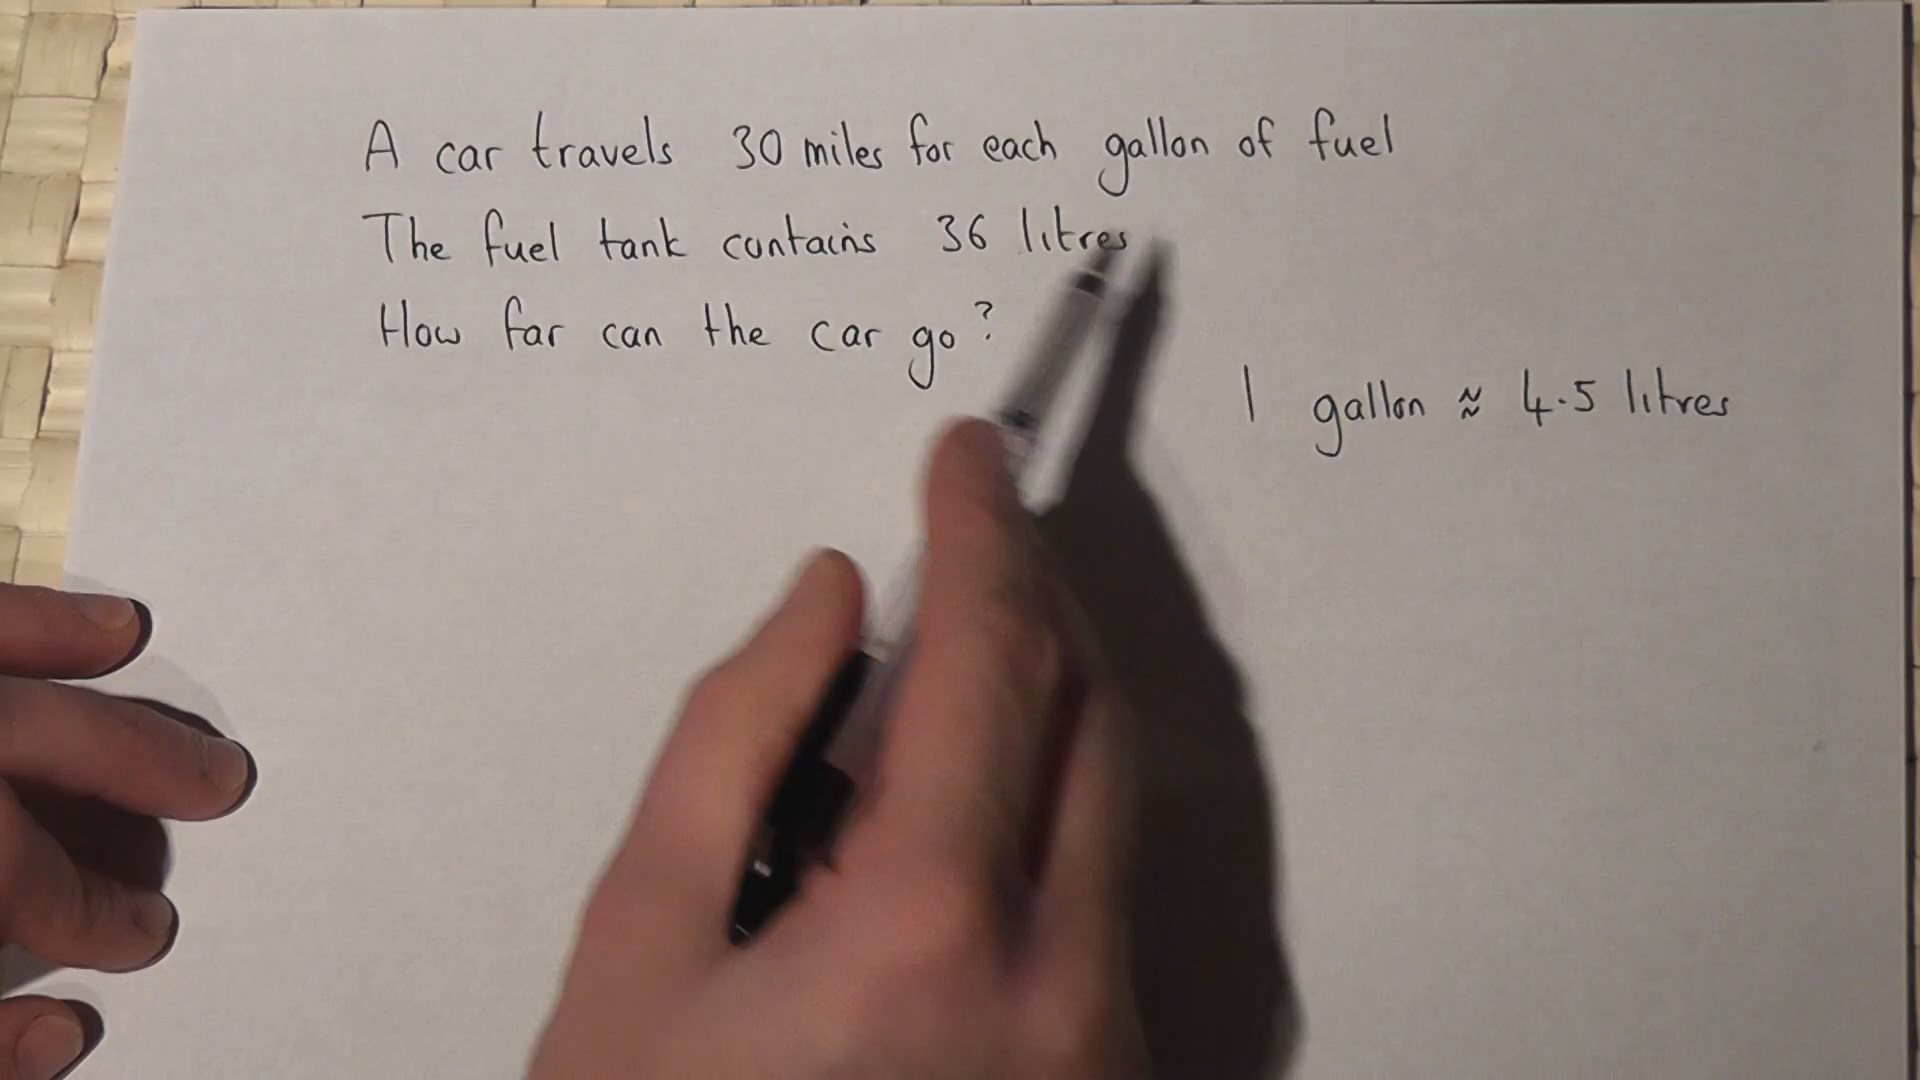 A car travels 30 miles for each gallon of fuel
The fuel tank contains 36 litres
How far can the car go?
1 gallon ≈ 4.5 litres